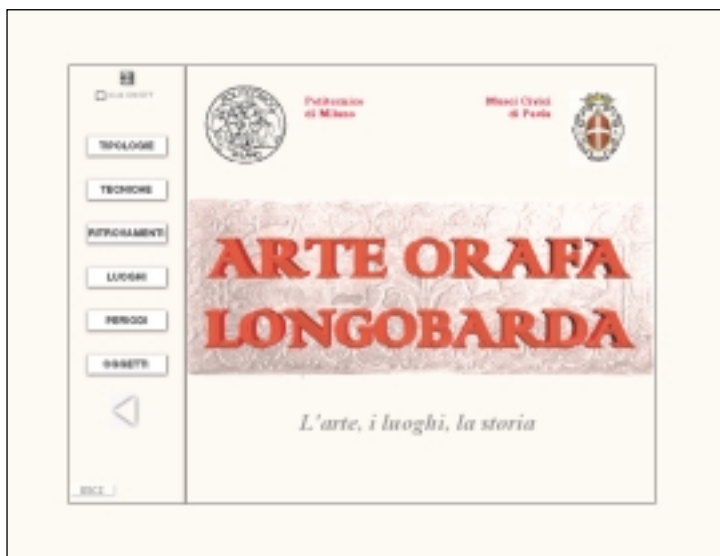 TIPOLOGIE
TECNICHE
RITROVAMENTI
LUOGHI
PERIODI
OGGETTI
ESCI
Politecnico
di Milano
Musei Civici
di Pavia
ARTE ORAFA
LONGOBARDA
L'arte, i luoghi, la storia